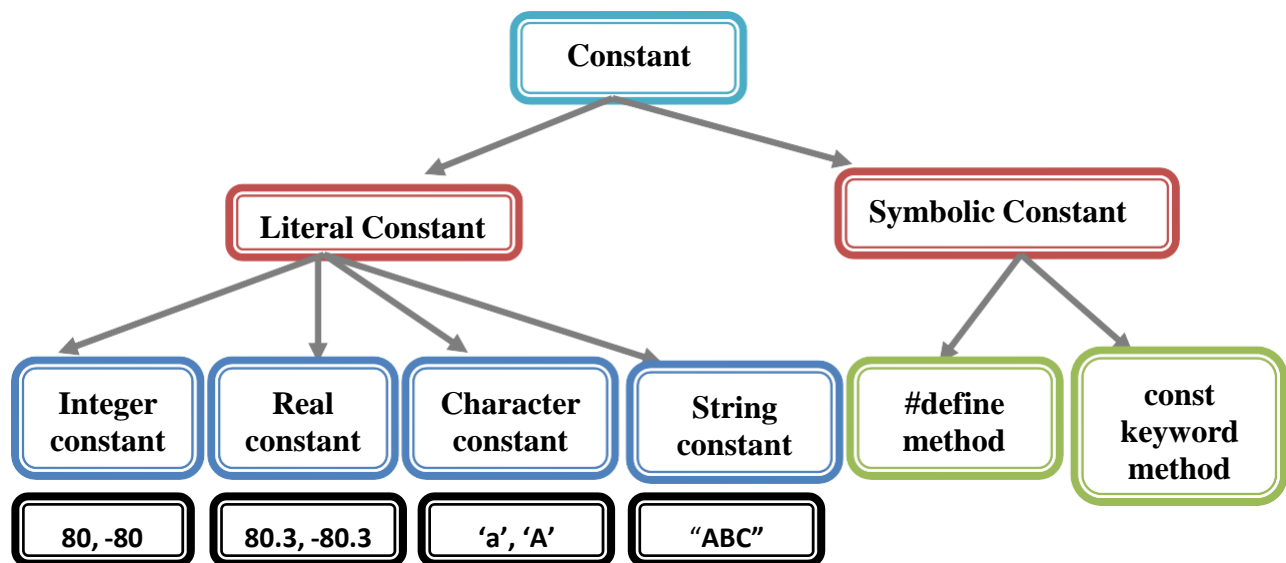 Constant
Literal Constant
Symbolic Constant
Integer
constant
Real
constant
Character
constant
String
constant
#define
method
const
keyword
method
80, -80
80.3, -80.3
‘a’, ‘A’
“ABC”